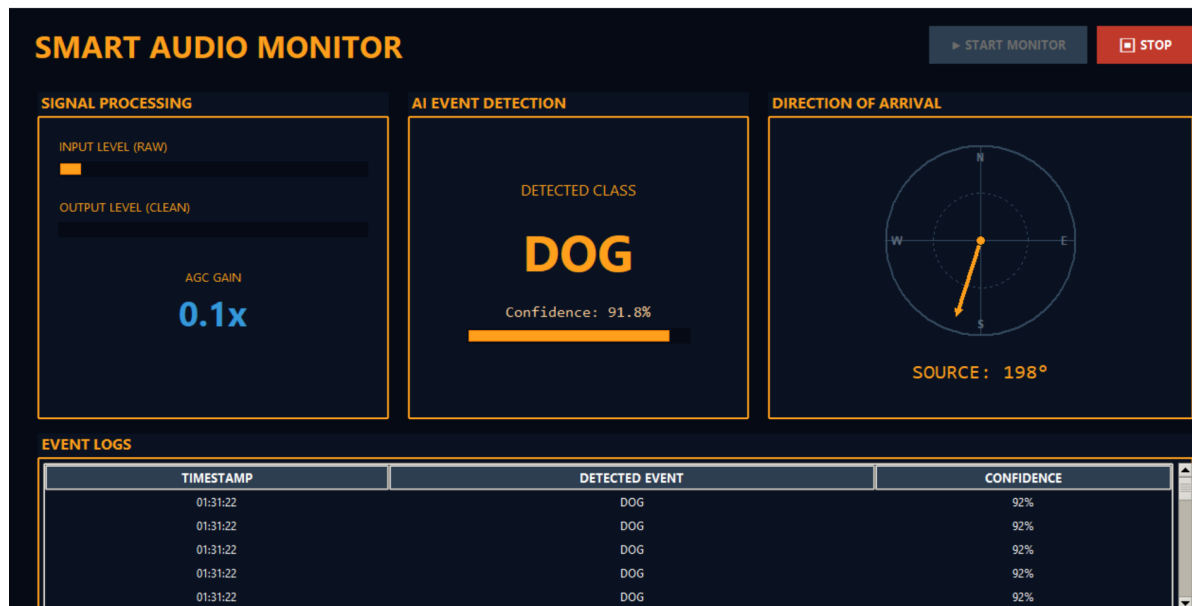 SMART AUDIO MONITOR
▶ START MONITOR
STOP
SIGNAL PROCESSING
INPUT LEVEL (RAW)
OUTPUT LEVEL (CLEAN)
AGC GAIN
0.1x
AI EVENT DETECTION
DETECTED CLASS
DOG
Confidence: 91.8%
DIRECTION OF ARRIVAL
N
W
E
S
SOURCE: 198°
EVENT LOGS
TIMESTAMP DETECTED EVENT CONFIDENCE
01:31:22 DOG 92%
01:31:22 DOG 92%
01:31:22 DOG 92%
01:31:22 DOG 92%
01:31:22 DOG 92%